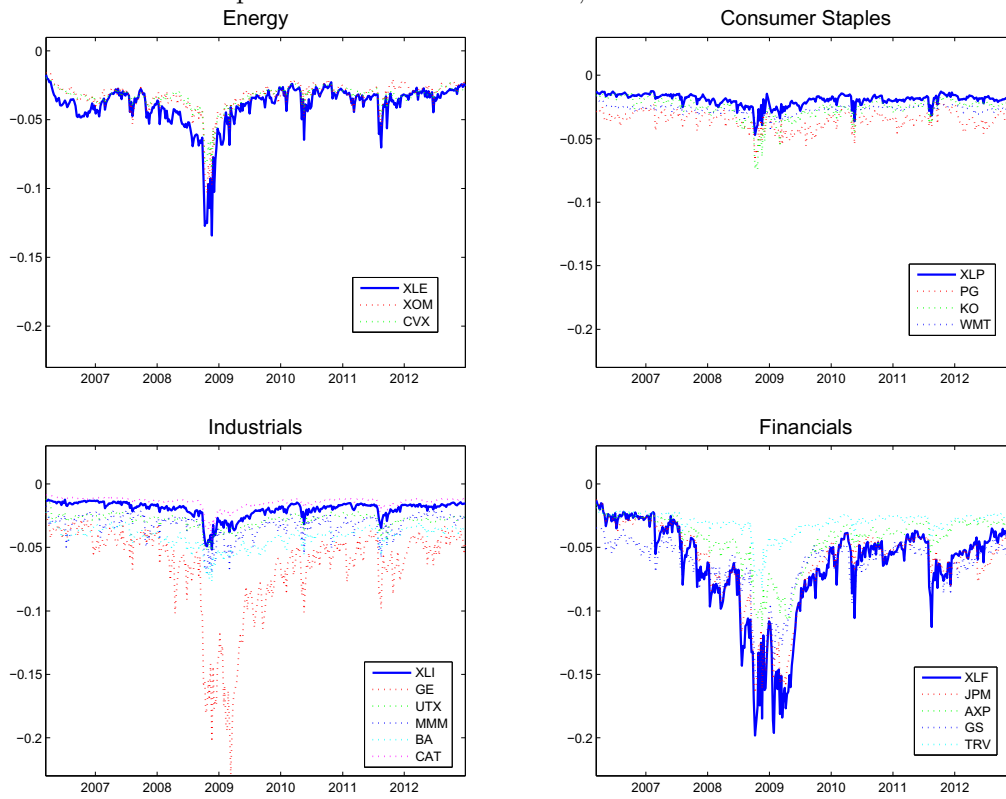 Energy
0
−0.05
−0.1
−0.15
−0.2
2007 2008 2009 2010 2011 2012
XLE
XOM
CVX
Consumer Staples
0
−0.05
−0.1
−0.15
−0.2
2007 2008 2009 2010 2011 2012
XLP
PG
KO
WMT
Industrials
0
−0.05
−0.1
−0.15
−0.2
2007 2008 2009 2010 2011 2012
XLI
GE
UTX
MMM
BA
CAT
Financials
0
−0.05
−0.1
−0.15
−0.2
2007 2008 2009 2010 2011 2012
XLF
JPM
AXP
GS
TRV